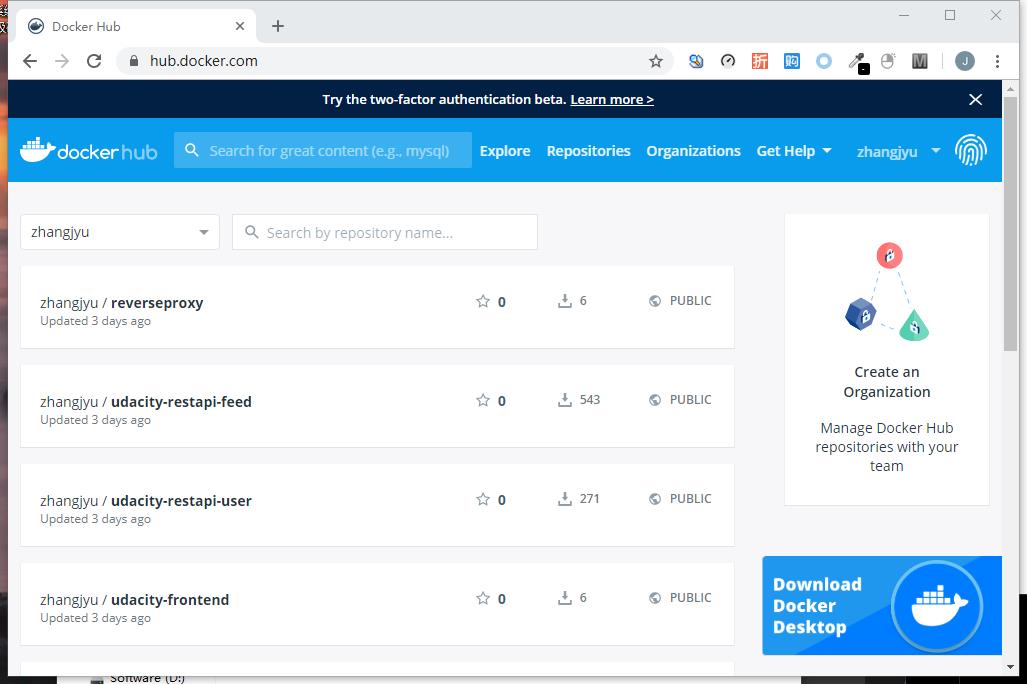 Docker Hub
hub.docker.com
折
购
M
J
Try the two-factor authentication beta. Learn more >
docker hub
Search for great content (e.g., mysql)
Explore
Repositories
Organizations
Get Help
zhangjyu
zhangjyu
Search by repository name...
zhangjyu / reverseproxy
0
6
PUBLIC
Updated 3 days ago
zhangjyu / udacity-restapi-feed
0
543
PUBLIC
Updated 3 days ago
zhangjyu / udacity-restapi-user
0
271
PUBLIC
Updated 3 days ago
zhangjyu / udacity-frontend
0
6
PUBLIC
Updated 3 days ago
Create an
Organization
Manage Docker Hub
repositories with your
team
Download
Docker
Desktop
Software (D:)